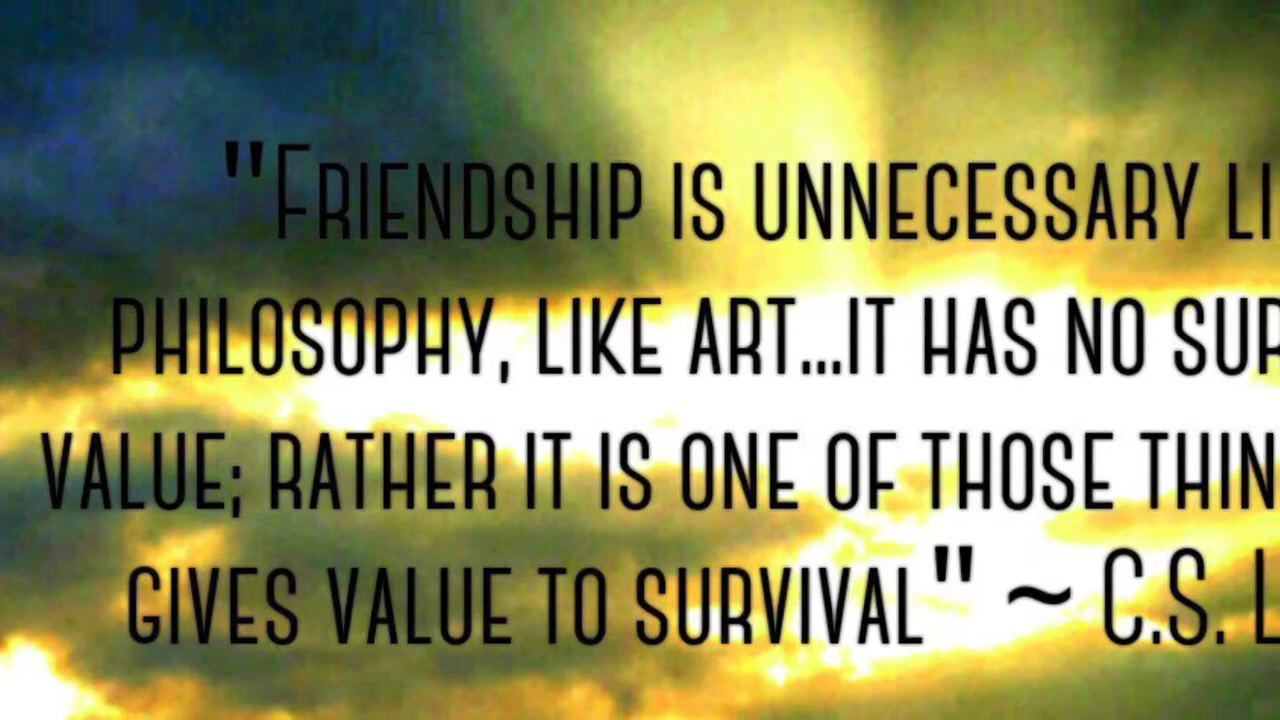 "Friendship is unnecessary li
philosophy, like art...it has no sur
value; rather it is one of those thin
gives value to survival" ~ C.S. L